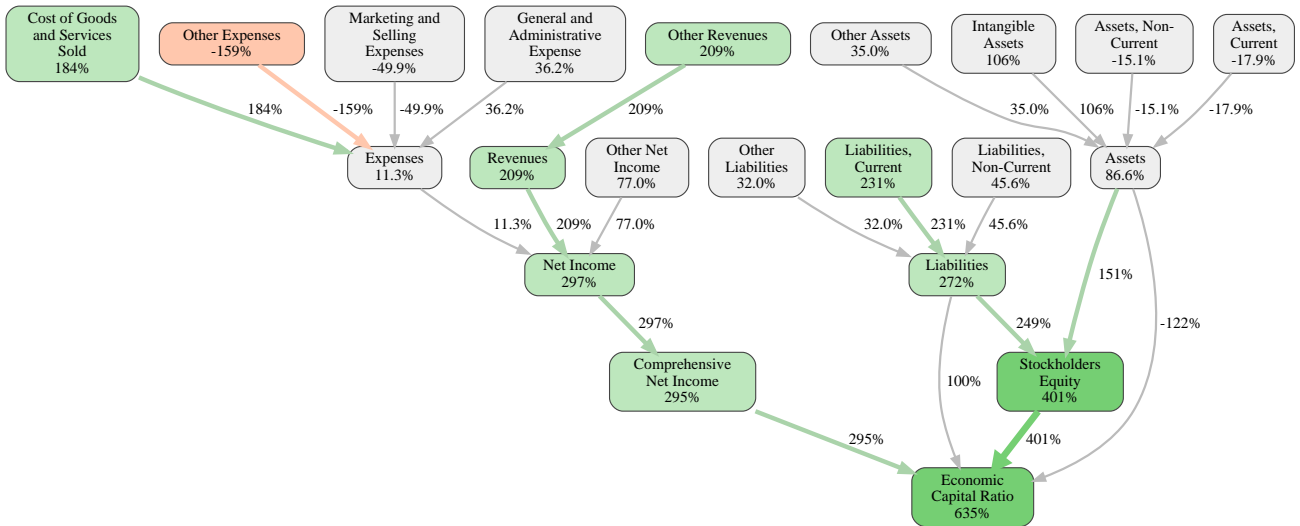 Cost of Goods
and Services
Sold
184%
Other Expenses
-159%
Marketing and
Selling
Expenses
-49.9%
General and
Administrative
Expense
36.2%
Other Revenues
209%
Other Assets
35.0%
Intangible
Assets
106%
Assets, Non-
Current
-15.1%
Assets,
Current
-17.9%
184%
-159%
-49.9%
36.2%
209%
35.0%
106%
-15.1%
-17.9%
Expenses
11.3%
Revenues
209%
Other Net
Income
77.0%
Other
Liabilities
32.0%
Liabilities,
Current
231%
Liabilities,
Non-Current
45.6%
Assets
86.6%
11.3%
209%
77.0%
32.0%
231%
45.6%
Net Income
297%
Liabilities
272%
151%
297%
249%
-122%
Comprehensive
Net Income
295%
100%
Stockholders
Equity
401%
295%
401%
Economic
Capital Ratio
635%